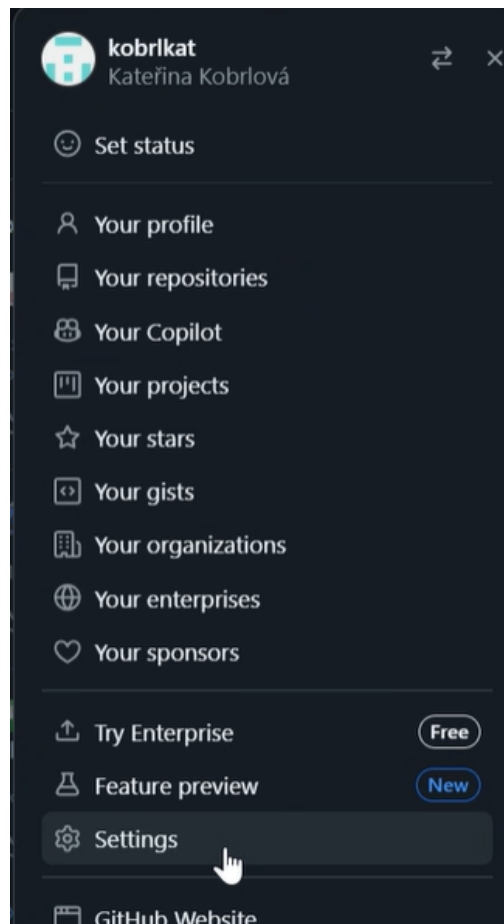 kobrlkat
Kateřina Kobrlová
Set status
Your profile
Your repositories
Your Copilot
Your projects
Your stars
Your gists
Your organizations
Your enterprises
Your sponsors
Try Enterprise Free
Feature preview New
Settings
GitHub Website